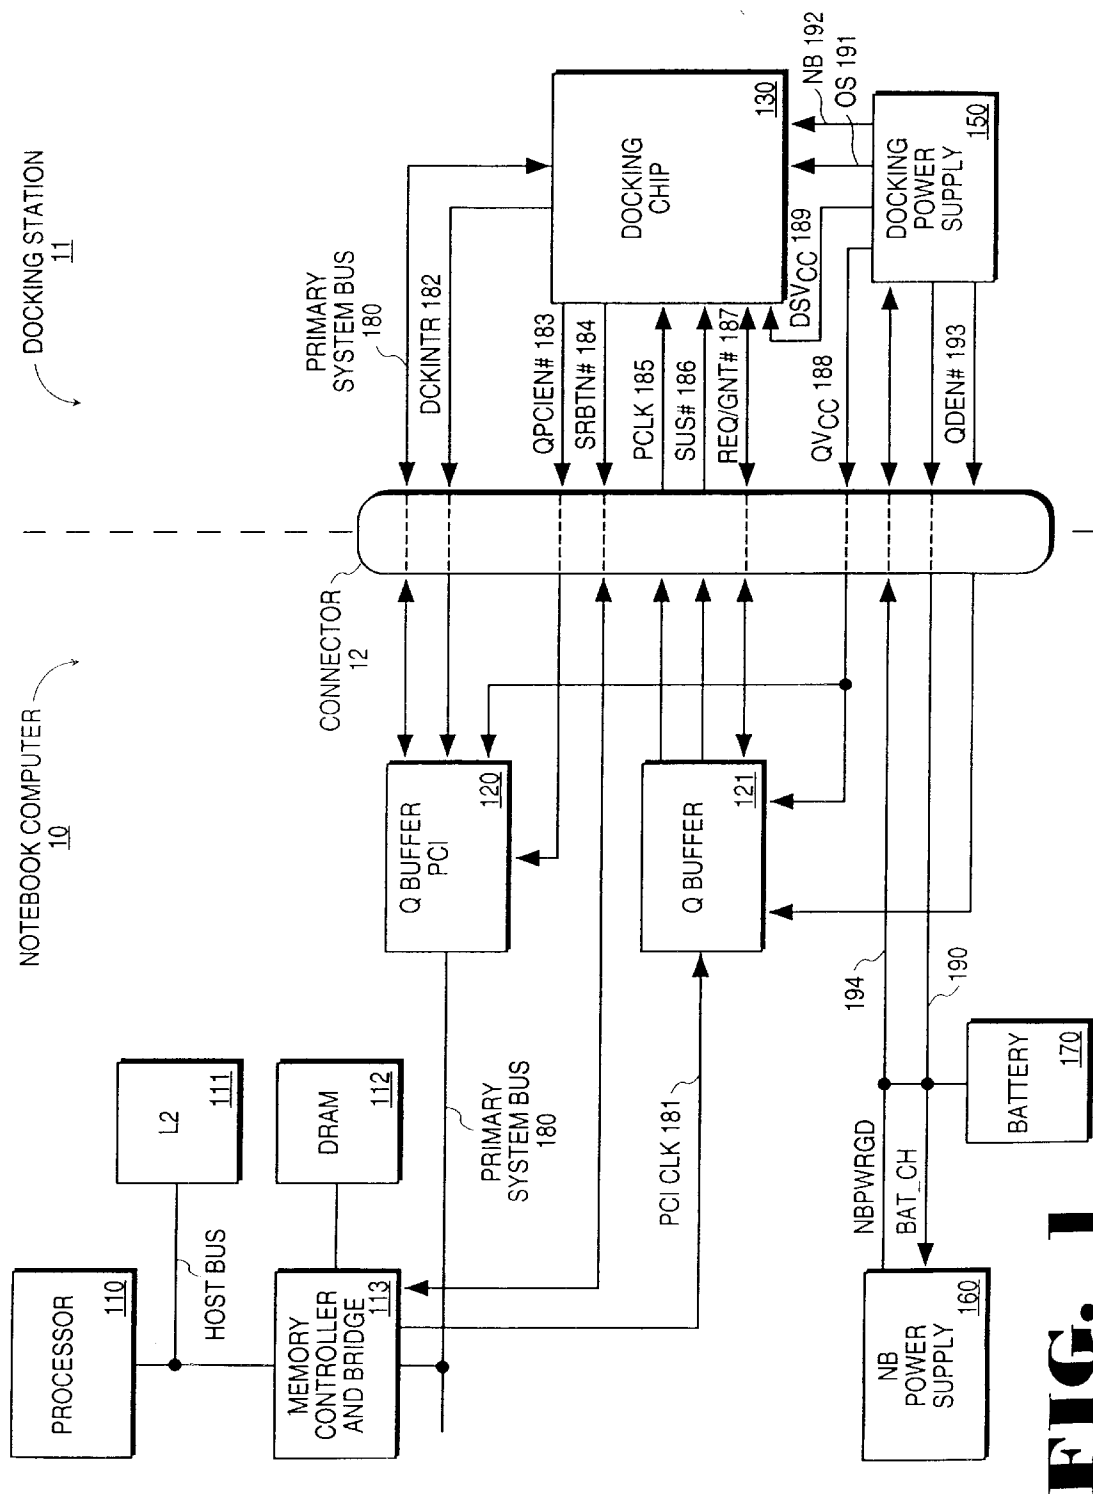 NOTEBOOK COMPUTER
10
DOCKING STATION
11
PROCESSOR
110
L2
111
HOST BUS
MEMORY
CONTROLLER
AND BRIDGE
113
DRAM
112
PRIMARY
SYSTEM BUS
180
PCI CLK 181
Q BUFFER
PCI
120
Q BUFFER
121
CONNECTOR
12
PRIMARY
SYSTEM BUS
180
DCKINTR 182
QPCIEN# 183
SRBTN# 184
PCLK 185
SUS# 186
REQ/GNT# 187
DOCKING
CHIP
130
DSVCC 189
QVCC 188
NB 192
OS 191
QDEN# 193
DOCKING
POWER
SUPPLY
150
NBPWRGD
BAT_CH
194
190
NB
POWER
SUPPLY
160
BATTERY
170
FIG. 1